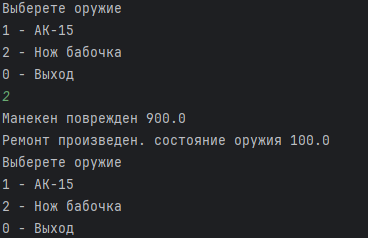 Выберете оружие
1 - АК-15
2 - Нож бабочка
0 - Выход
2
Манекен поврежден 900.0
Ремонт произведен. состояние оружия 100.0
Выберете оружие
1 - АК-15
2 - Нож бабочка
0 - Выход